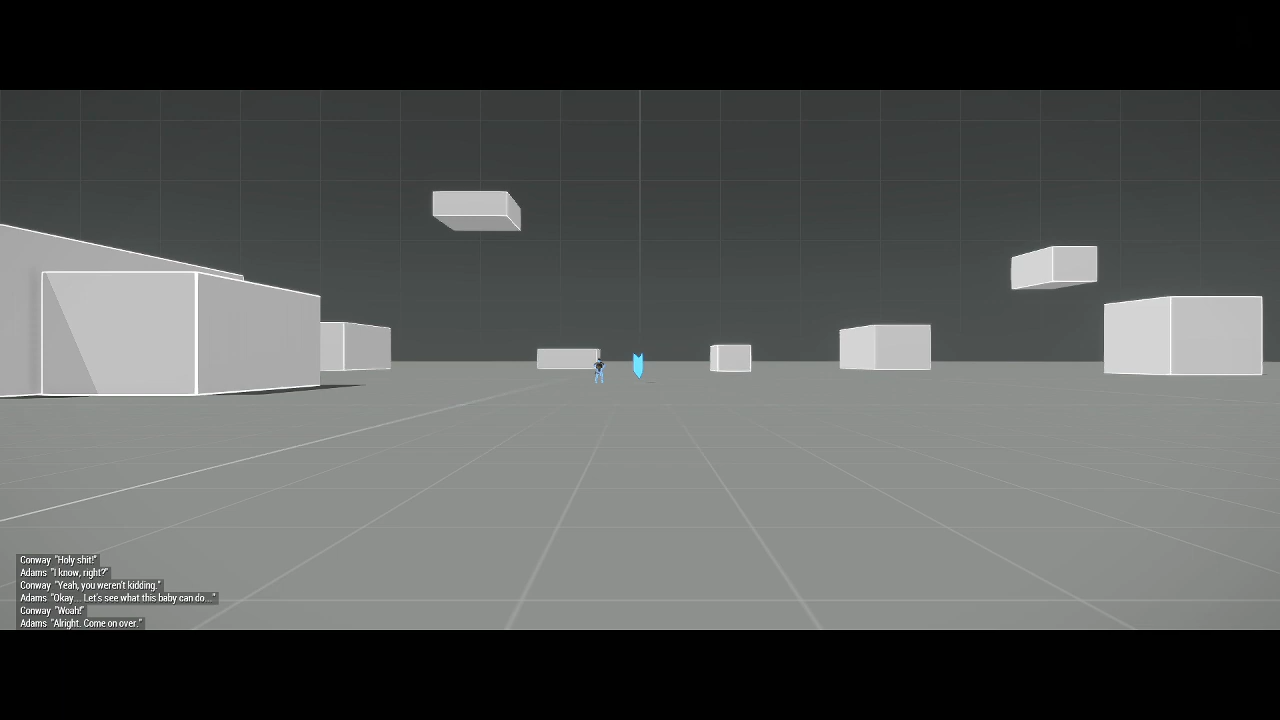 Conway "Holy shit!"
Adams "I know, right?"
Conway "Yeah, you weren't kidding."
Adams "Okay... Let's see what this baby can do..."
Conway "Woah!"
Adams "Alright. Come on over."